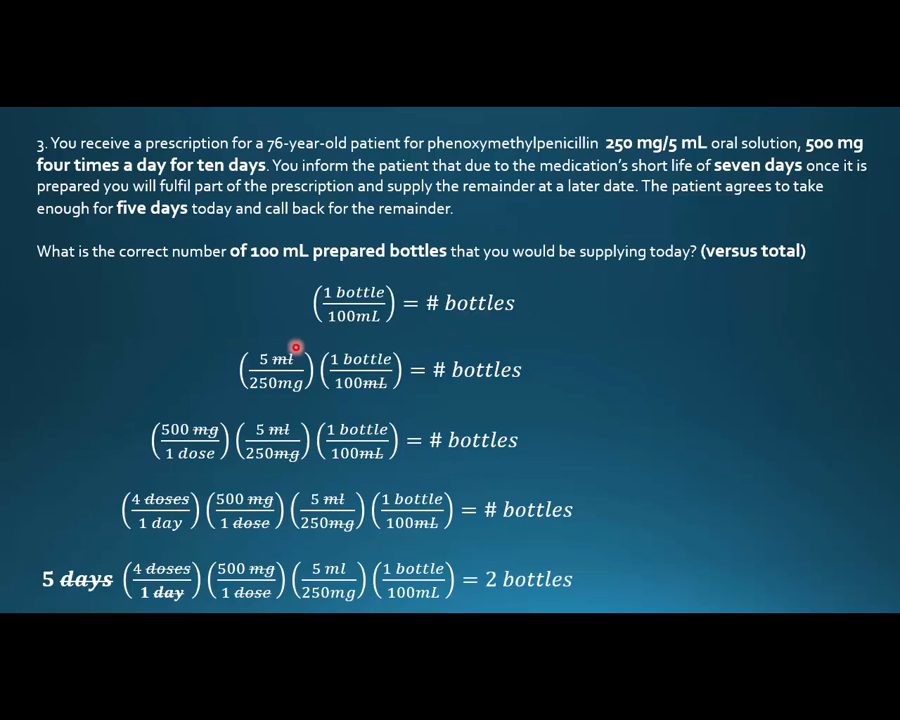 3. You receive a prescription for a 76-year-old patient for phenoxymethylpenicillin 250 mg/5 mL oral solution, 500 mg
four times a day for ten days. You inform the patient that due to the medication's short life of seven days once it is
prepared you will fulfil part of the prescription and supply the remainder at a later date. The patient agrees to take
enough for five days today and call back for the remainder.
What is the correct number of 100 mL prepared bottles that you would be supplying today? (versus total)
(1 bottle/100mL) = # bottles
(5 ml/250mg)(1 bottle/100mL) = # bottles
(500 mg/1 dose)(5 ml/250mg)(1 bottle/100mL) = # bottles
(4 doses/1 day)(500 mg/1 dose)(5 ml/250mg)(1 bottle/100mL) = # bottles
5 days (4 doses/1 day)(500 mg/1 dose)(5 ml/250mg)(1 bottle/100mL) = 2 bottles